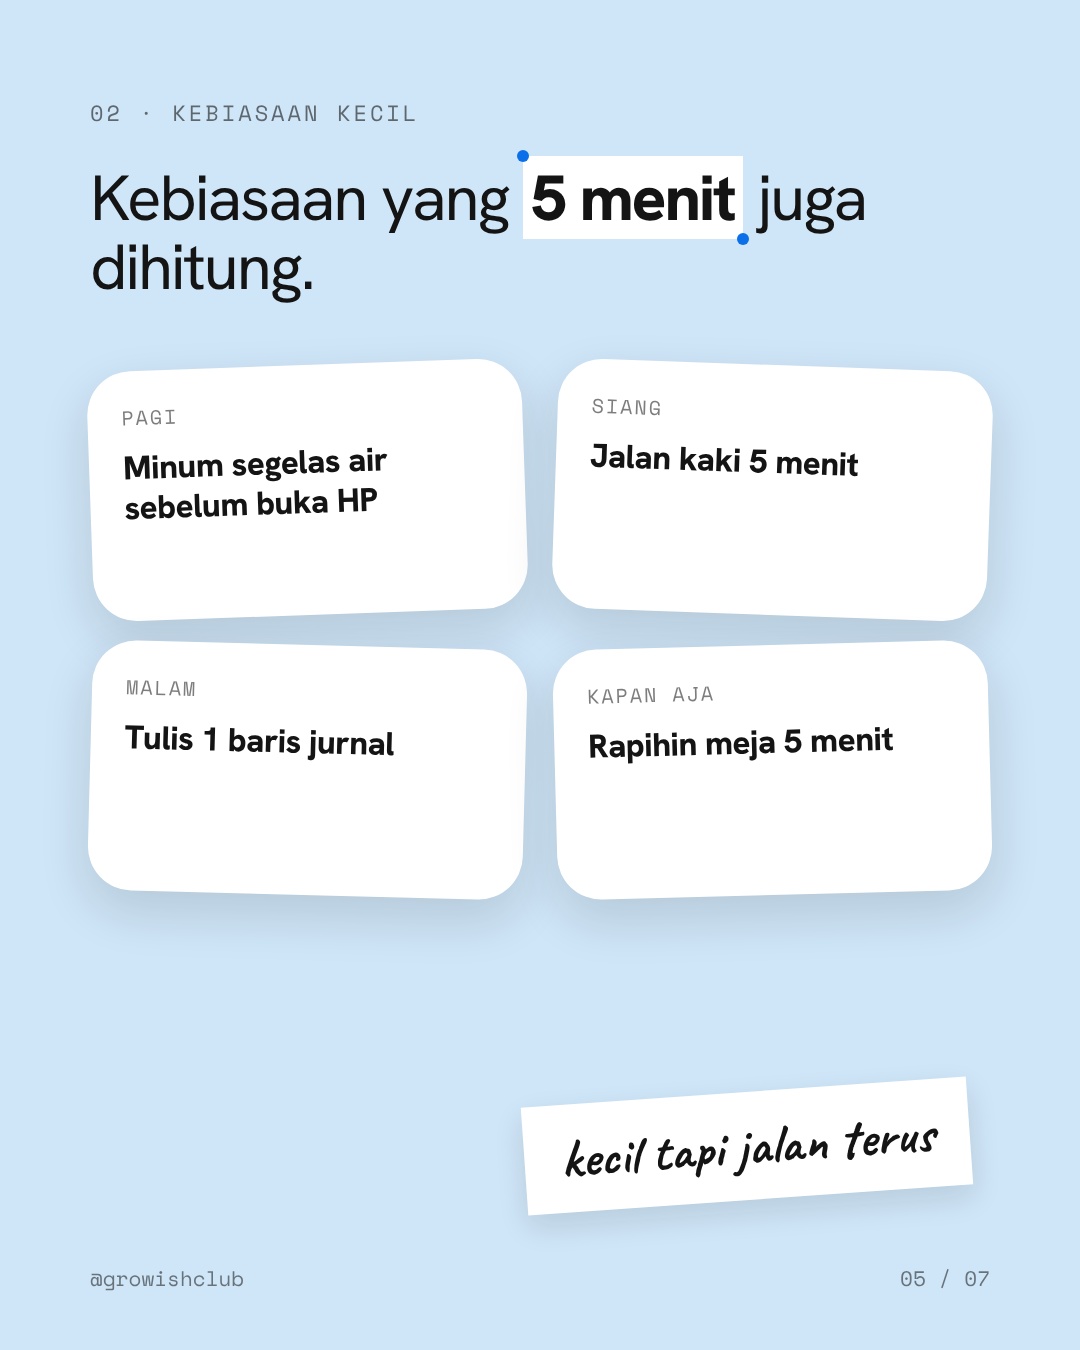 02 · KEBIASAAN KECIL
Kebiasaan yang 5 menit juga
dihitung.
PAGI
Minum segelas air
sebelum buka HP
SIANG
Jalan kaki 5 menit
MALAM
Tulis 1 baris jurnal
KAPAN AJA
Rapihin meja 5 menit
kecil tapi jalan terus
@growishclub
05 / 07